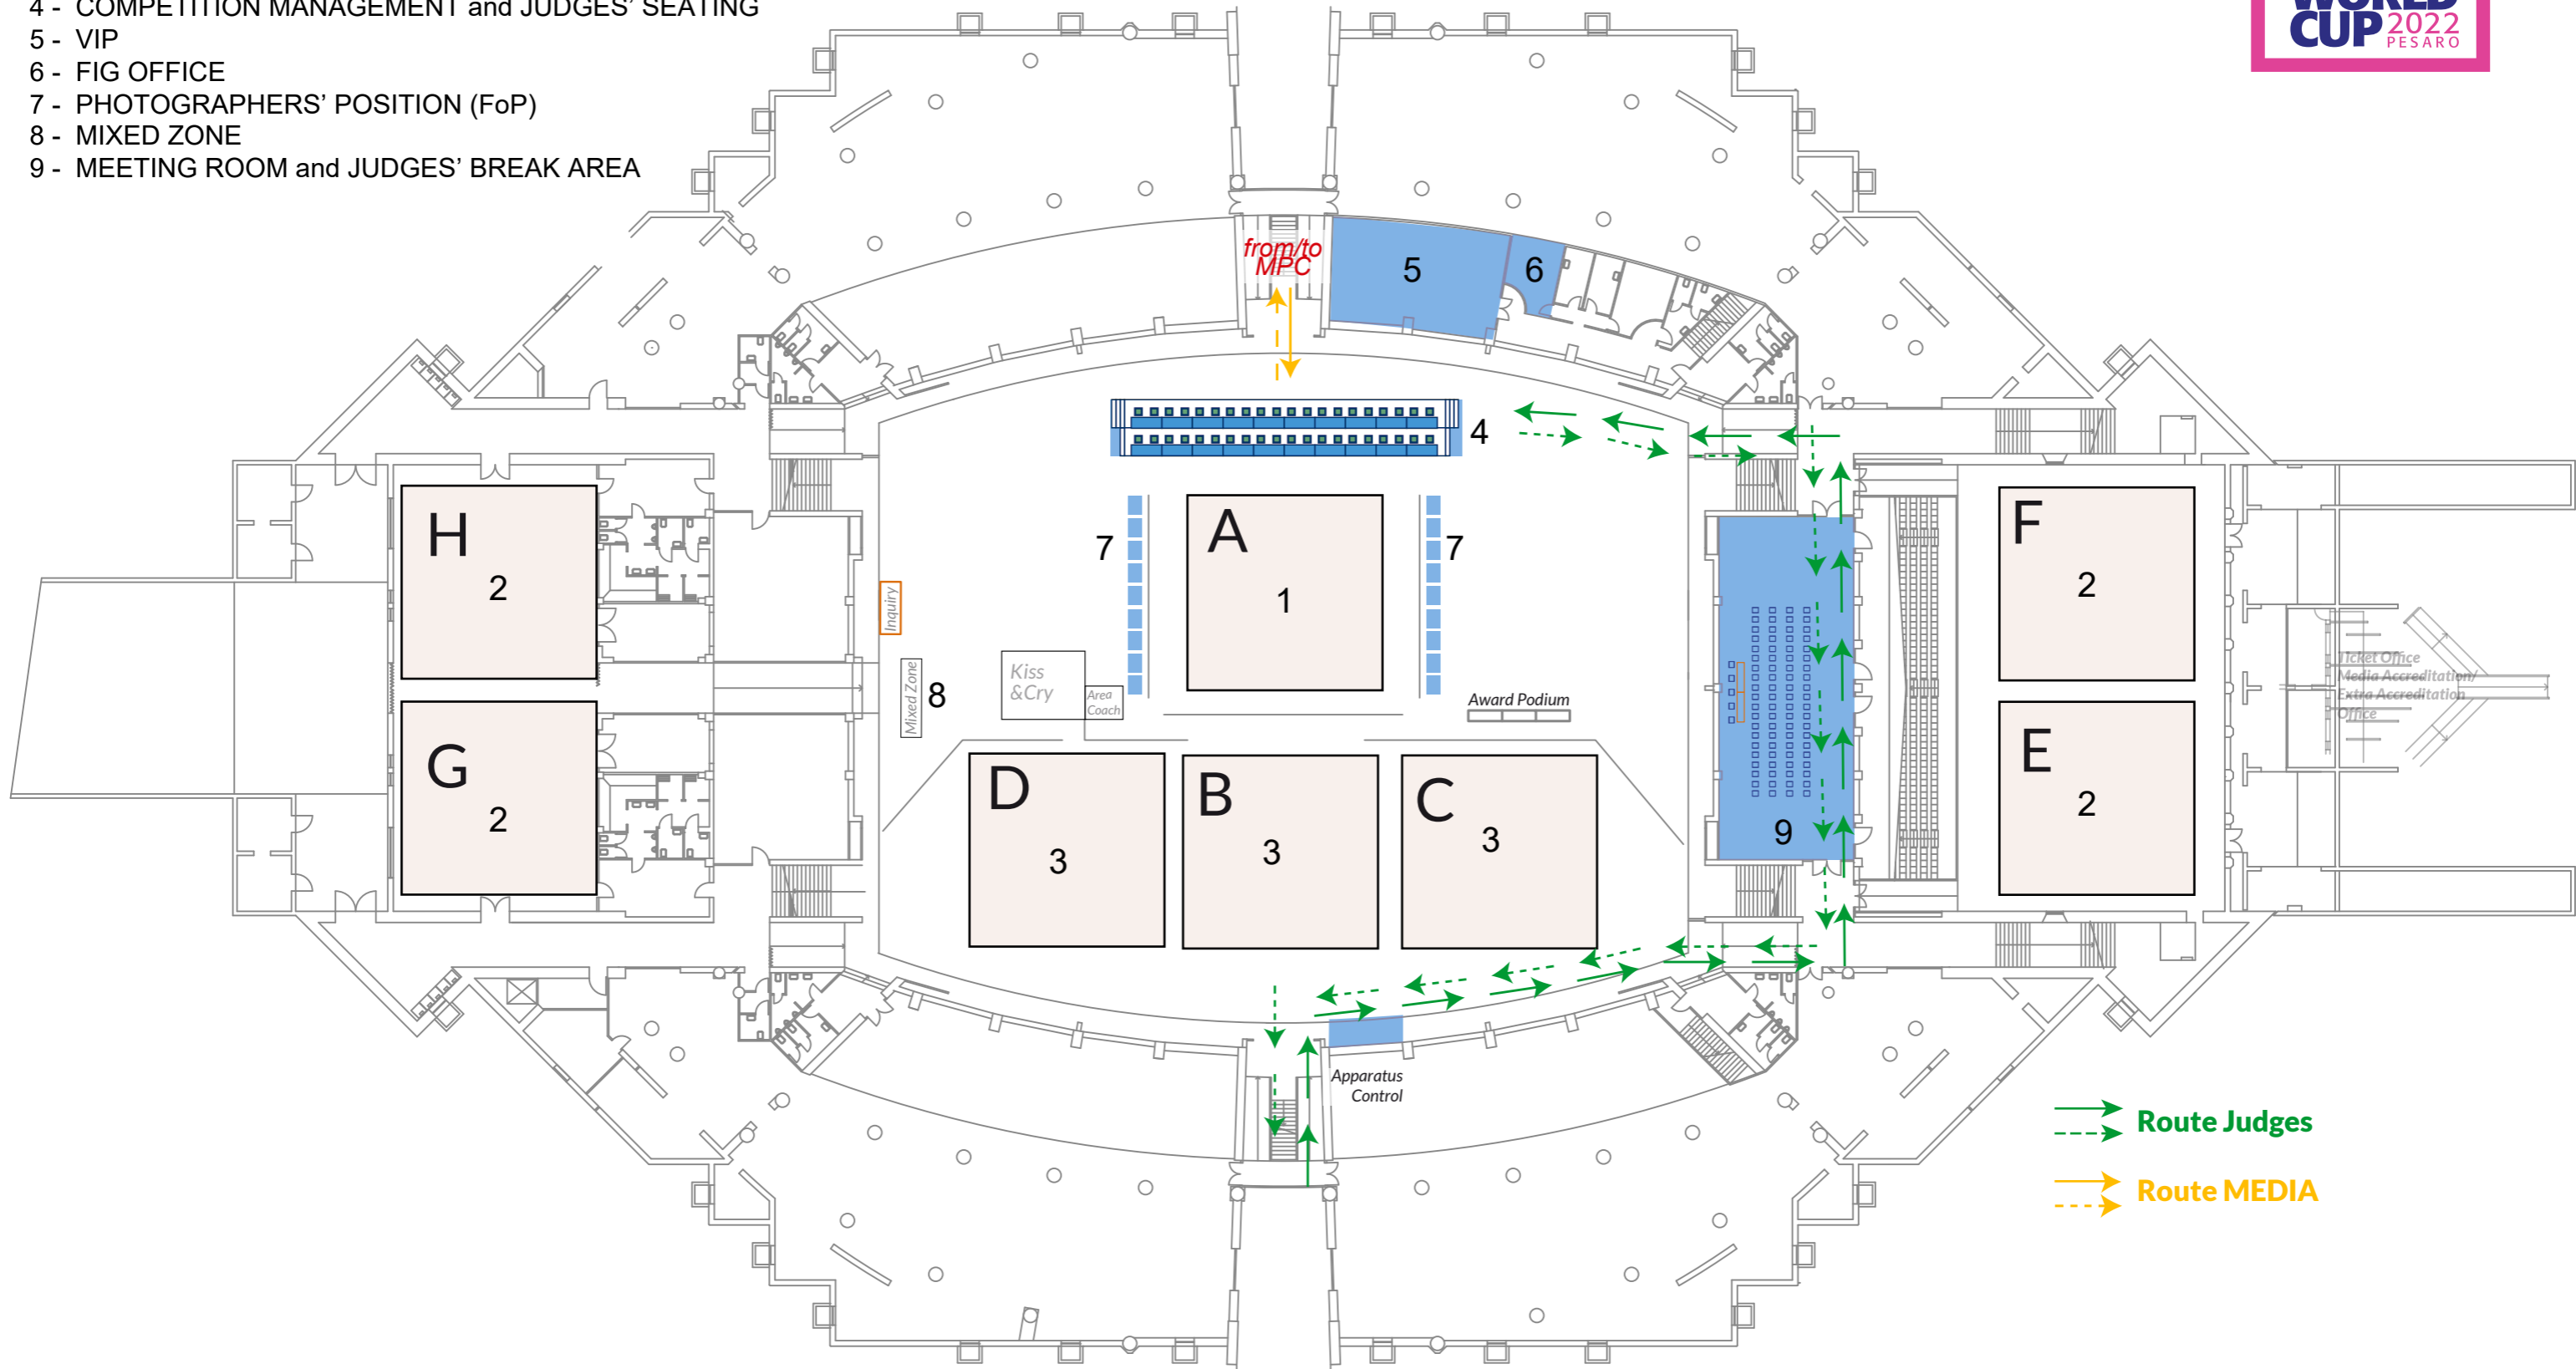 4 - COMPETITION MANAGEMENT and JUDGES' SEATING
5 - VIP
6 - FIG OFFICE
7 - PHOTOGRAPHERS' POSITION (FoP)
8 - MIXED ZONE
9 - MEETING ROOM and JUDGES' BREAK AREA
WORLD
CUP 2022
PESARO
from/to
MPC
5
6
4
H
2
7
A
1
7
F
2
Inquiry
Mixed Zone
8
Kiss
&Cry
Area
Coach
Award Podium
Ticket Office
Media Accreditation/
Extra Accreditation
Office
G
2
D
3
B
3
C
3
9
E
2
Apparatus
Control
Route Judges
Route MEDIA